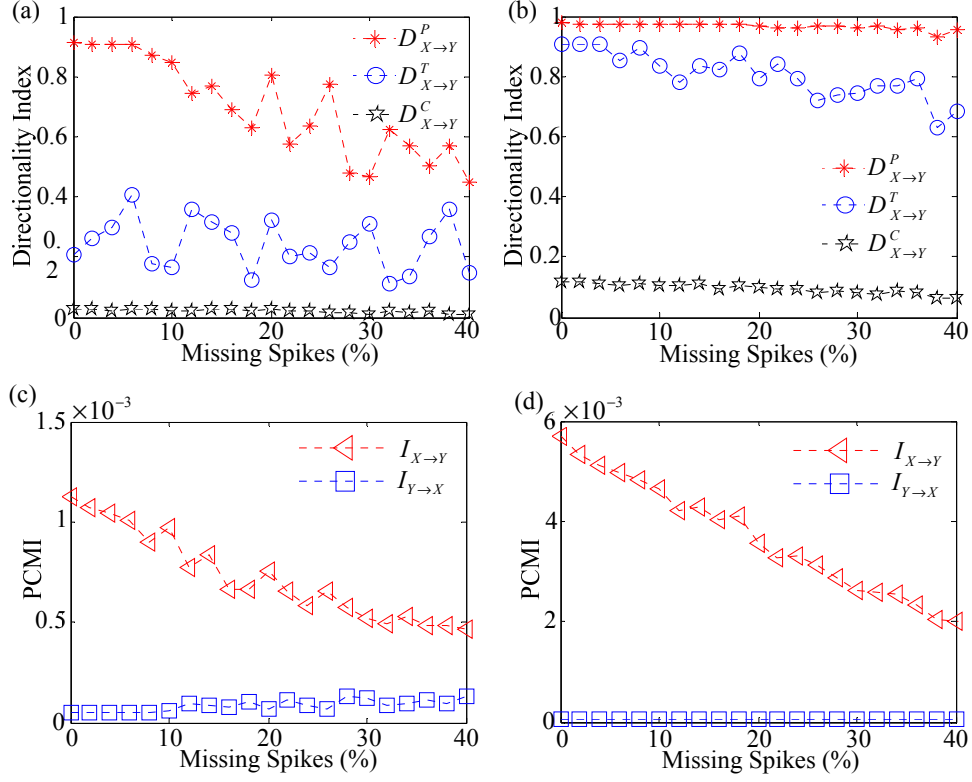 (a)
Directionality Index
1
0.8
0.6
0.4
0.
2
0
D^P_{X→Y}
D^T_{X→Y}
D^C_{X→Y}
0 10 20 30 40
Missing Spikes (%)
(b)
Directionality Index
1
0.8
0.6
0.4
0.2
0
D^P_{X→Y}
D^T_{X→Y}
D^C_{X→Y}
0 10 20 30 40
Missing Spikes (%)
(c)
×10⁻³
PCMI
1.5
1
0.5
0
I_{X→Y}
I_{Y→X}
0 10 20 30 40
Missing Spikes (%)
(d)
×10⁻³
PCMI
6
4
2
0
I_{X→Y}
I_{Y→X}
0 10 20 30 40
Missing Spikes (%)